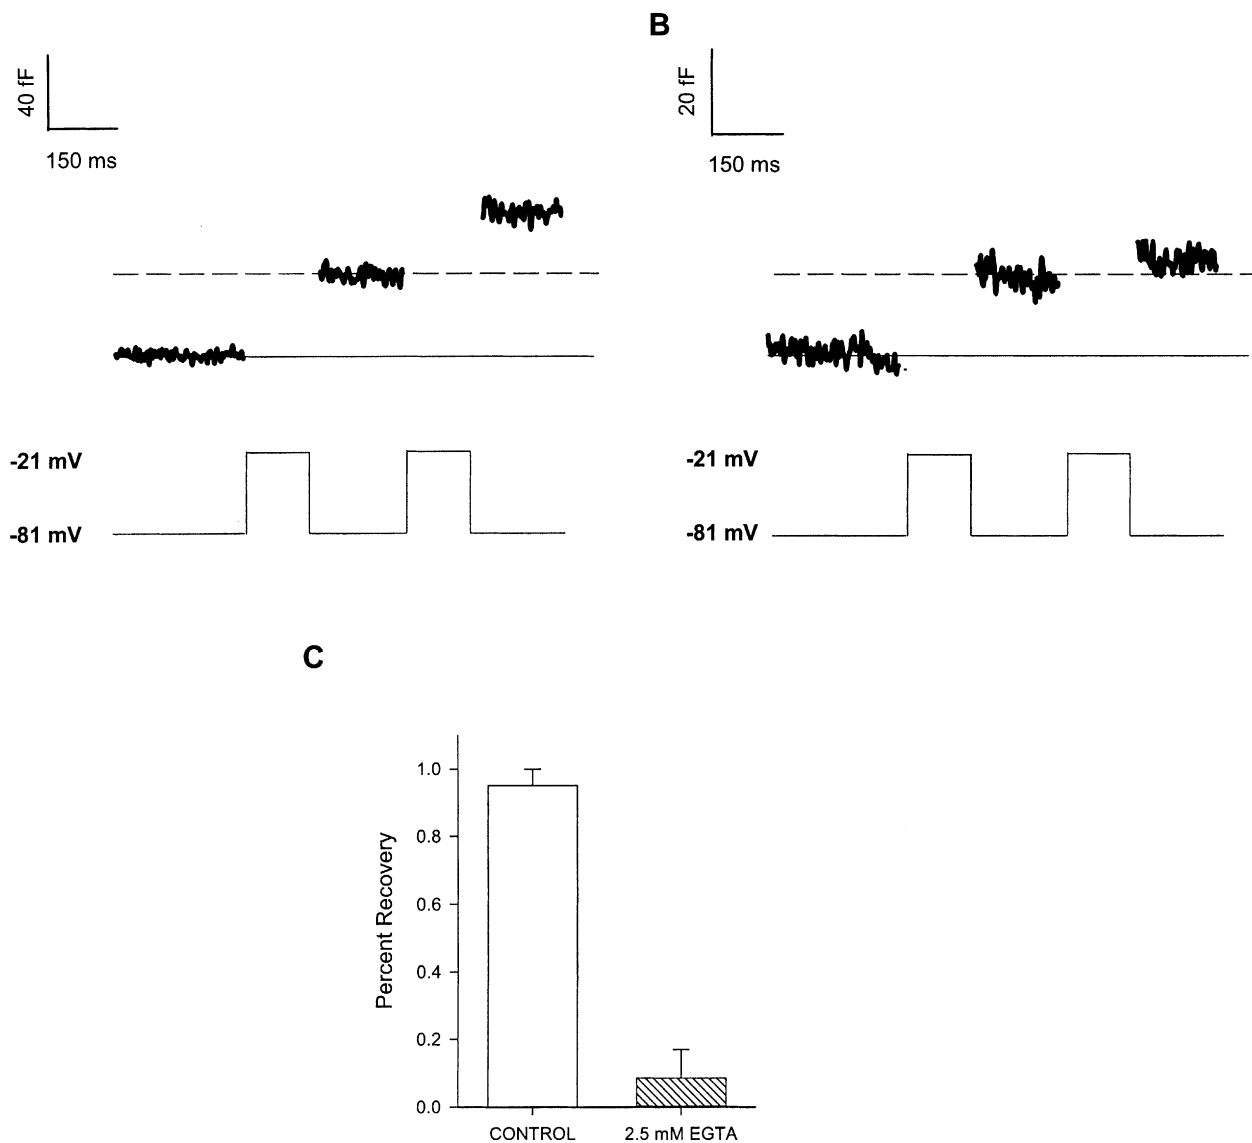 B
40 fF
150 ms
20 fF
150 ms
-21 mV
-81 mV
-21 mV
-81 mV
C
Percent Recovery
1.0
0.8
0.6
0.4
0.2
0.0
CONTROL
2.5 mM EGTA